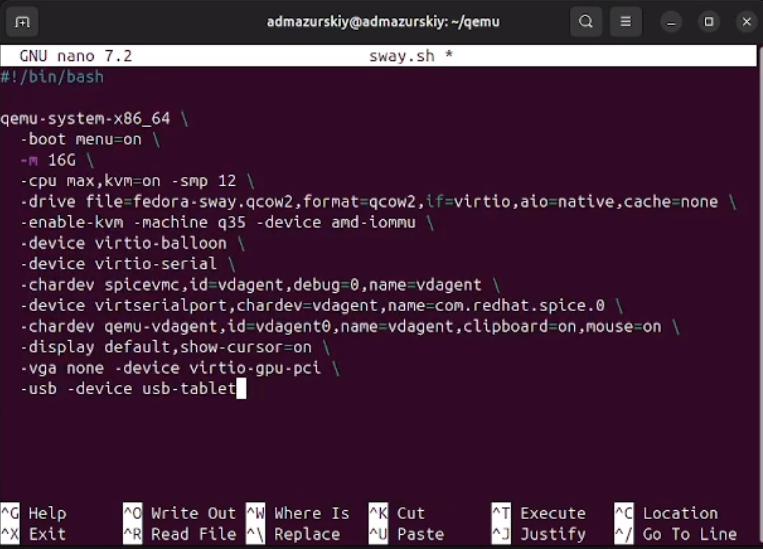 admazurskiy@admazurskiy: ~/qemu
GNU nano 7.2 sway.sh *
#!/bin/bash
qemu-system-x86_64 \
-boot menu=on \
-m 16G \
-cpu max,kvm=on -smp 12 \
-drive file=fedora-sway.qcow2,format=qcow2,if=virtio,aio=native,cache=none \
-enable-kvm -machine q35 -device amd-iommu \
-device virtio-balloon \
-device virtio-serial \
-chardev spicevmc,id=vdagent,debug=0,name=vdagent \
-device virtserialport,chardev=vdagent,name=com.redhat.spice.0 \
-chardev qemu-vdagent,id=vdagent0,name=vdagent,clipboard=on,mouse=on \
-display default,show-cursor=on \
-vga none -device virtio-gpu-pci \
-usb -device usb-tablet
^G Help ^O Write Out ^W Where Is ^K Cut ^T Execute ^C Location
^X Exit ^R Read File ^\ Replace ^U Paste ^J Justify ^/ Go To Line